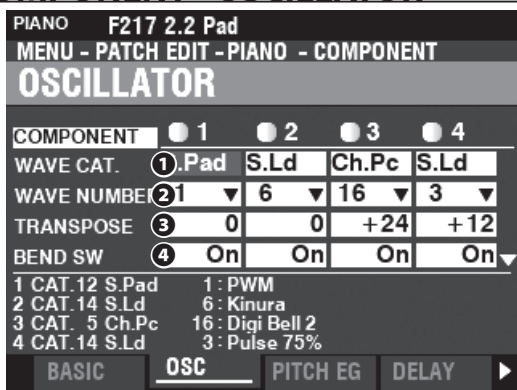 PIANO F217 2.2 Pad
MENU - PATCH EDIT - PIANO - COMPONENT
OSCILLATOR
COMPONENT 1 2 3 4
WAVE CAT. 1 .Pad S.Ld Ch.Pc S.Ld
WAVE NUMBER 2 1 ▼ 6 ▼ 16 ▼ 3 ▼
TRANSPOSE 3 0 0 +24 +12
BEND SW 4 On On On On
1 CAT.12 S.Pad 1 : PWM
2 CAT.14 S.Ld 6: Kinura
3 CAT. 5 Ch.Pc 16 : Digi Bell 2
4 CAT.14 S.Ld 3: Pulse 75%
BASIC OSC PITCH EG DELAY